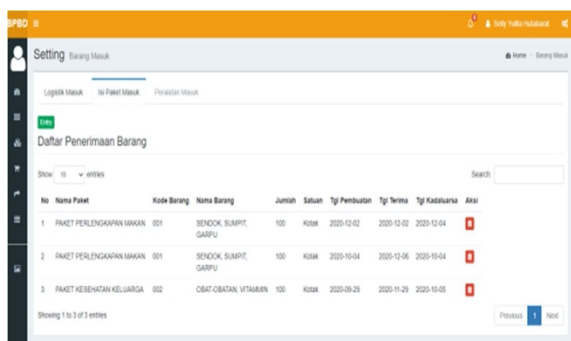 BPBD
Selly Yulita Hutabarat
Setting Barang Masuk
Home Barang Masuk
Logistik Masuk Isi Paket Masuk Peralatan Masuk
Entry
Daftar Penerimaan Barang
Show 10 entries Search:
No Nama Paket Kode Barang Nama Barang Jumlah Satuan Tgl Pembuatan Tgl Terima Tgl Kadaluarsa Aksi
1 PAKET PERLENGKAPAN MAKAN 001 SENDOK, SUMPIT, 100 Kotak 2020-12-02 2020-12-02 2020-12-04
GARPU
2 PAKET PERLENGKAPAN MAKAN 001 SENDOK, SUMPIT, 100 Kotak 2020-10-04 2020-12-06 2020-10-04
GARPU
3 PAKET KESEHATAN KELUARGA 002 OBAT-OBATAN, VITAMMIN 100 Kotak 2020-09-29 2020-11-29 2020-10-05
Showing 1 to 3 of 3 entries
Previous 1 Next